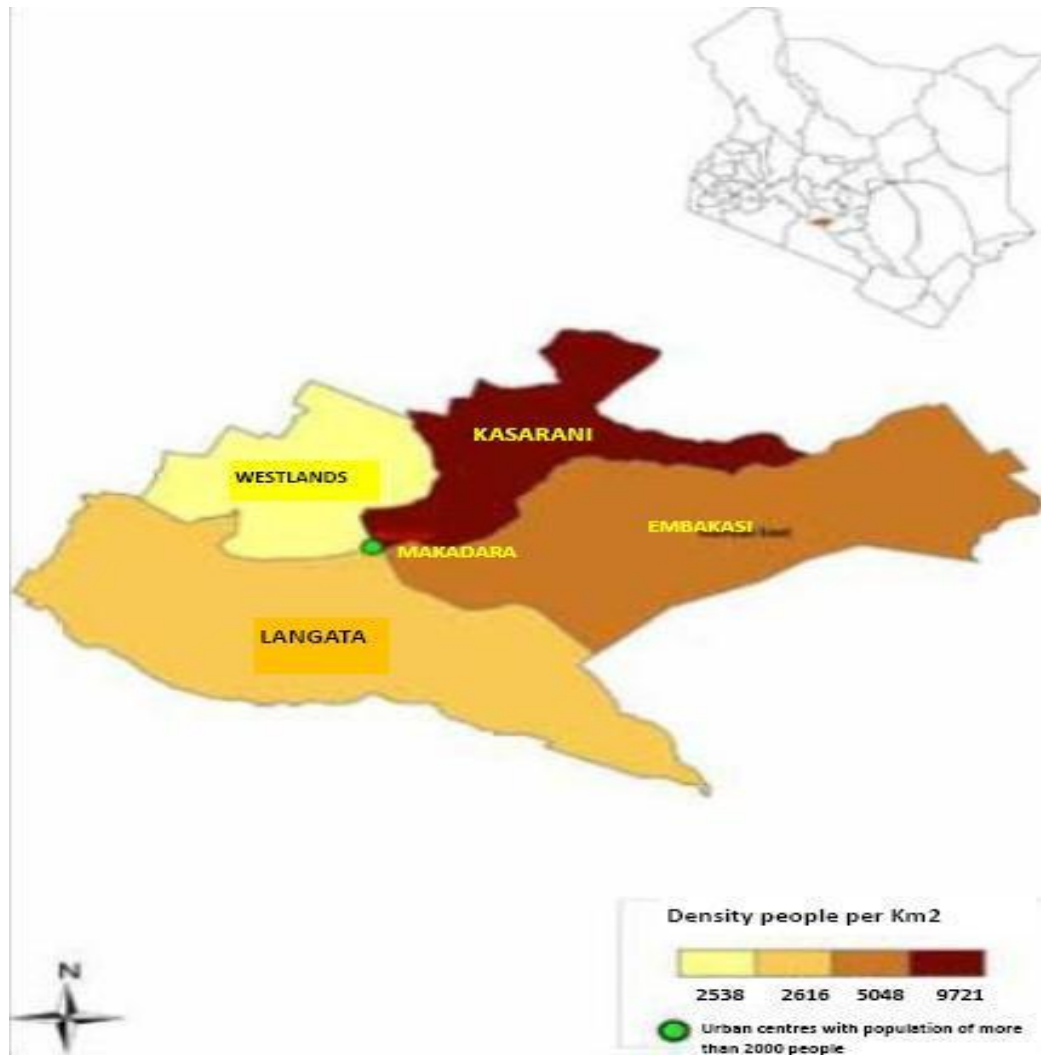 KASARANI
WESTLANDS
EMBAKASI
MAKADARA
LANGATA
N
Density people per Km2
2538 2616 5048 9721
Urban centres with population of more
than 2000 people